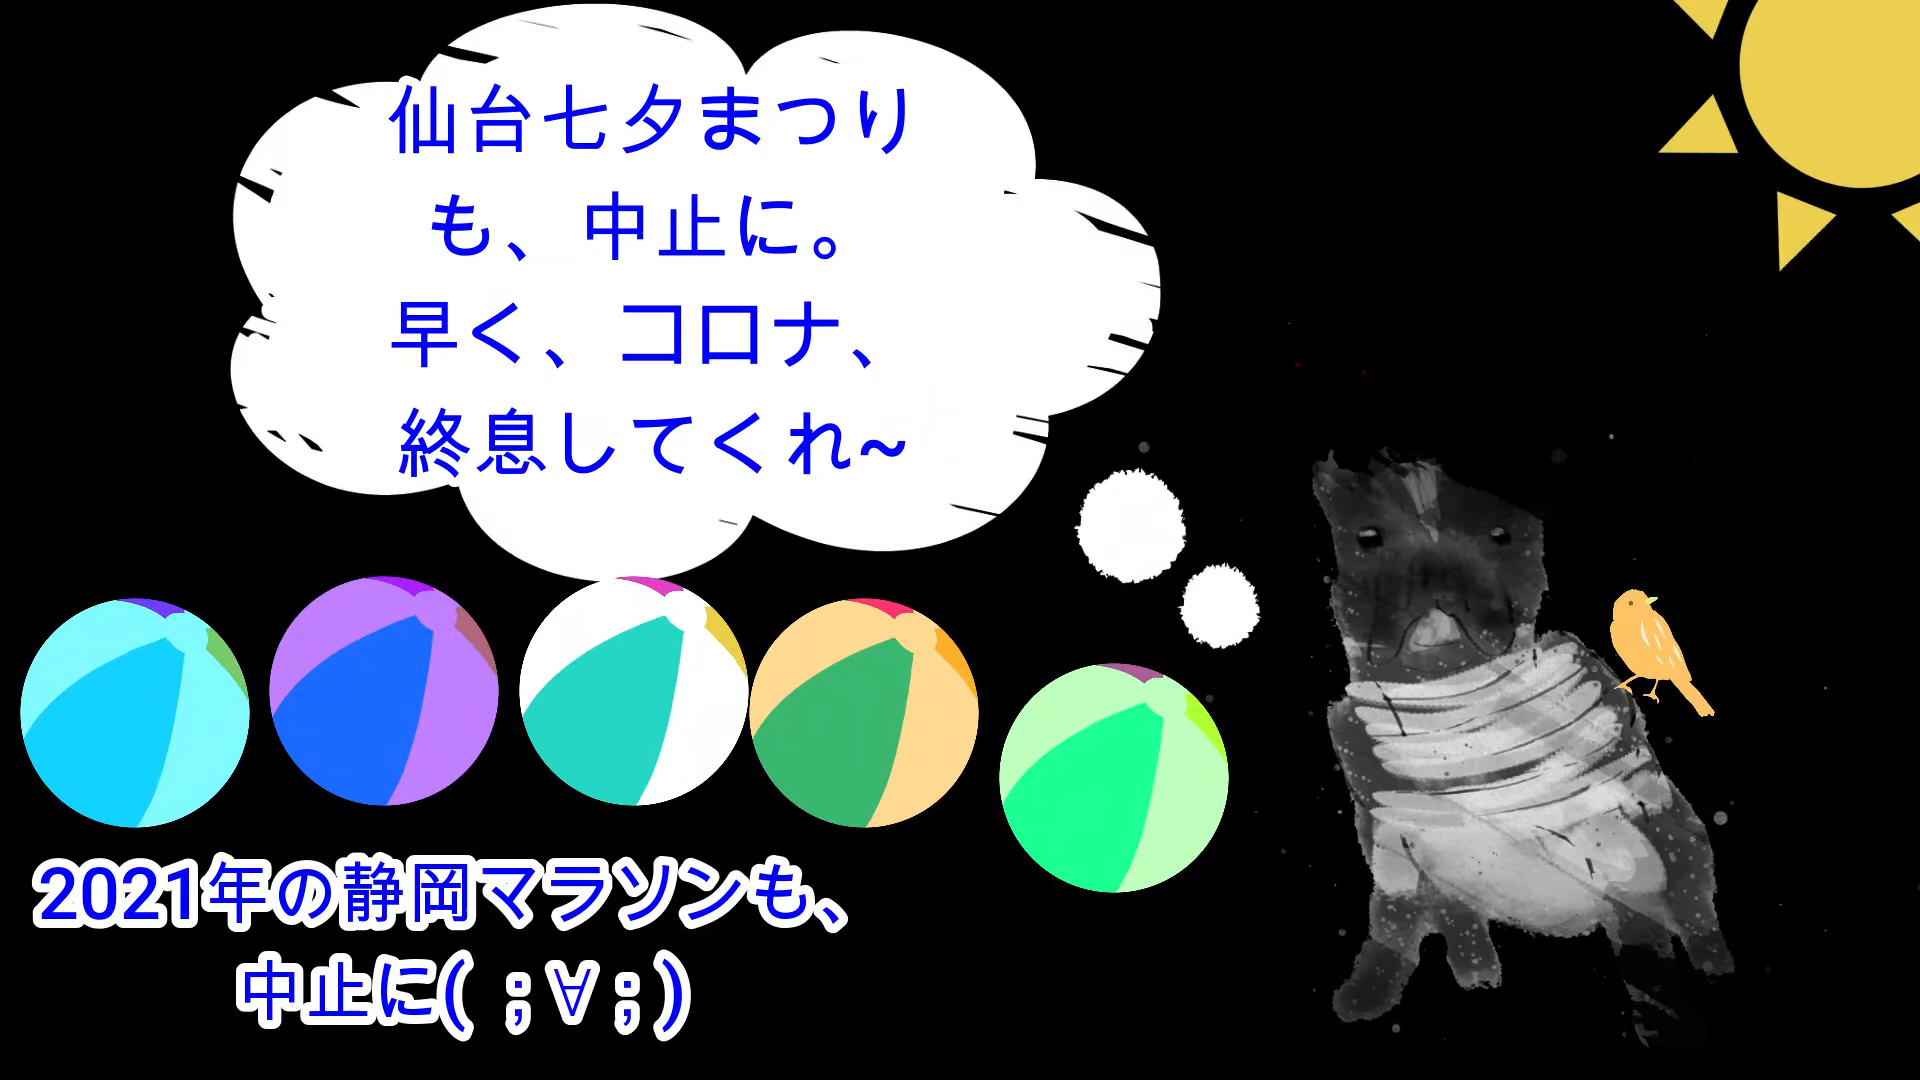 仙台七夕まつり
も、中止に。
早く、コロナ、
終息してくれ~
2021年の静岡マラソンも、
中止に( ;∀;)